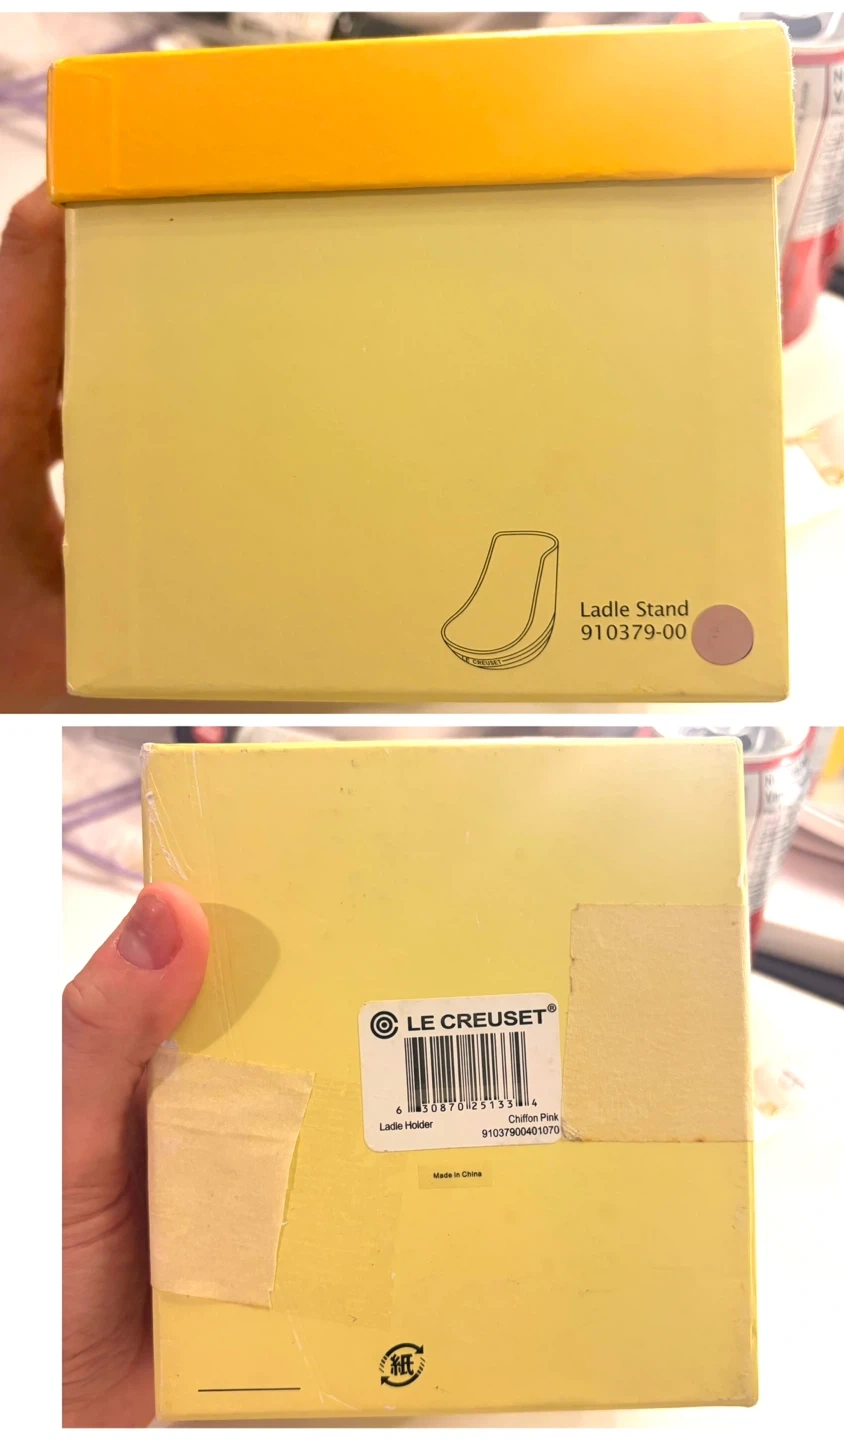 Ladle Stand
910379-00
LE CREUSET
LE CREUSET®
6 30870 25133 4
Ladle Holder
Chiffon Pink
91037900401070
Made in China
紙